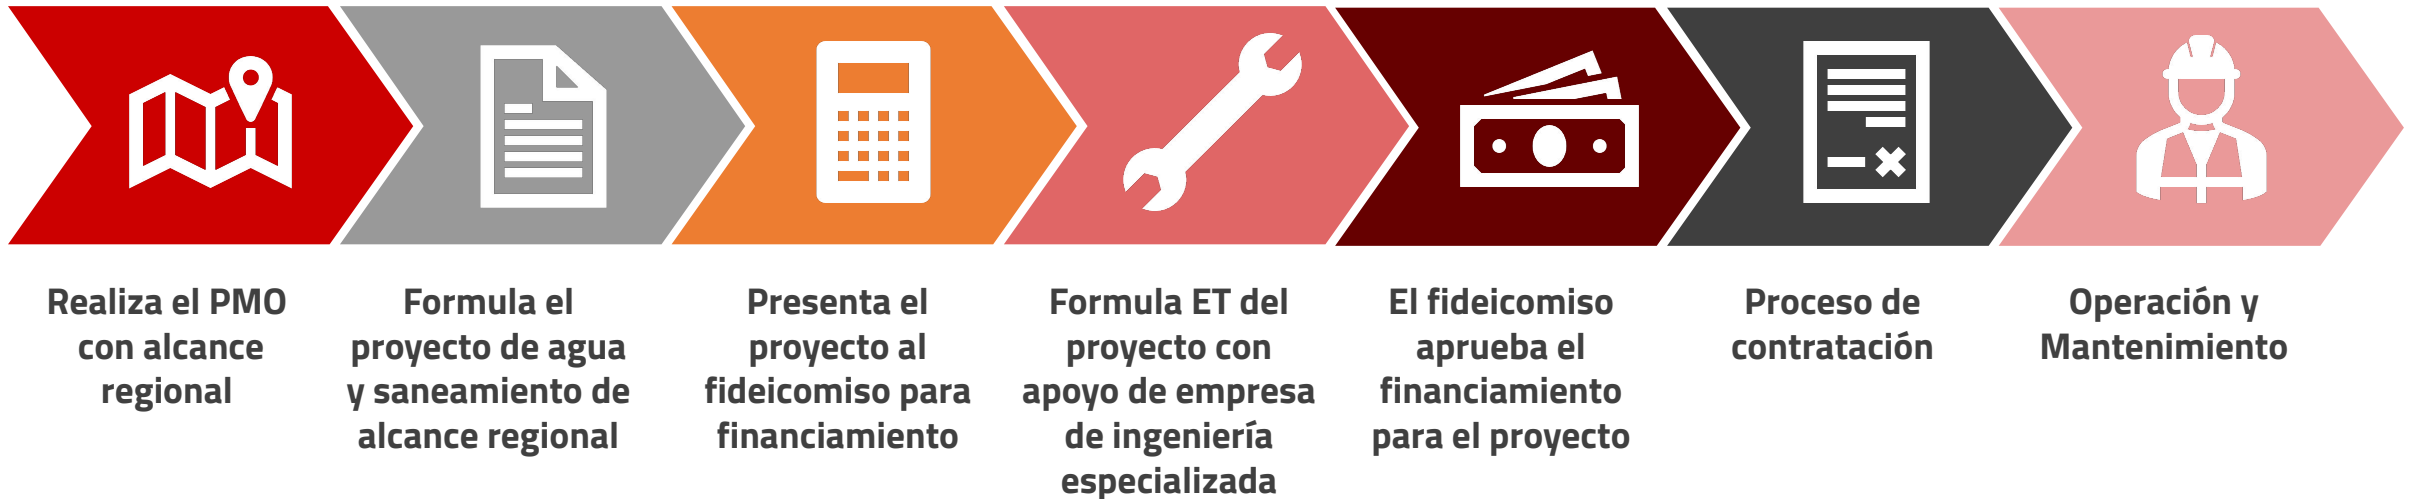 Realiza el PMO
con alcance
regional
Formula el
proyecto de agua
y saneamiento de
alcance regional
Presenta el
proyecto al
fideicomiso para
financiamiento
Formula ET del
proyecto con
apoyo de empresa
de ingeniería
especializada
El fideicomiso
aprueba el
financiamiento
para el proyecto
Proceso de
contratación
Operación y
Mantenimiento